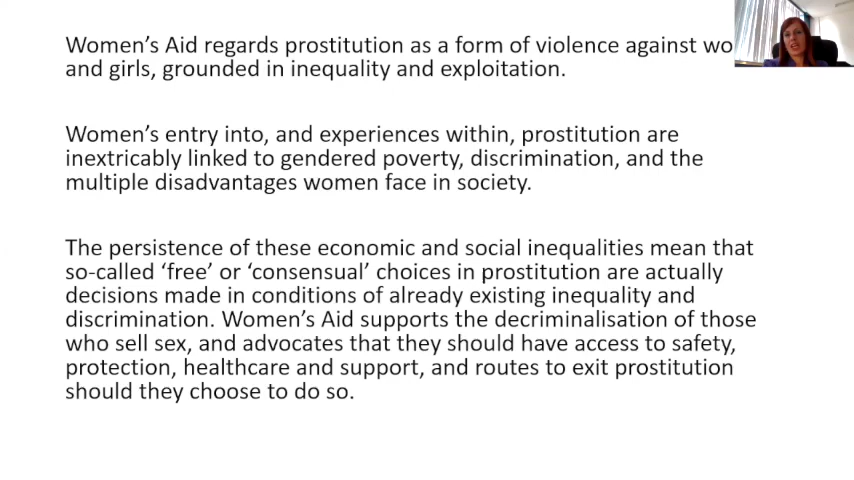 Women’s Aid regards prostitution as a form of violence against wo
and girls, grounded in inequality and exploitation.
Women’s entry into, and experiences within, prostitution are
inextricably linked to gendered poverty, discrimination, and the
multiple disadvantages women face in society.
The persistence of these economic and social inequalities mean that
so-called ‘free’ or ‘consensual’ choices in prostitution are actually
decisions made in conditions of already existing inequality and
discrimination. Women’s Aid supports the decriminalisation of those
who sell sex, and advocates that they should have access to safety,
protection, healthcare and support, and routes to exit prostitution
should they choose to do so.